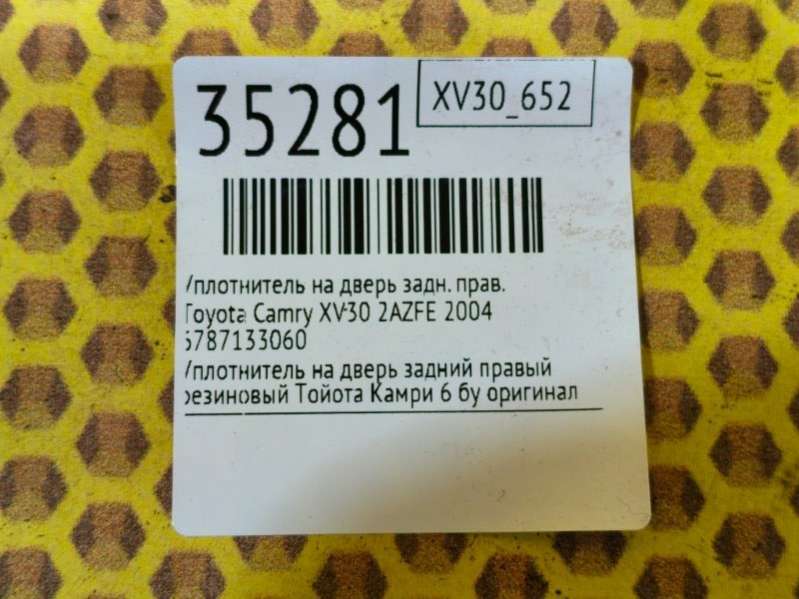 35281
XV30_652
Уплотнитель на дверь задн. прав.
Toyota Camry XV30 2AZFE 2004
6787133060
Уплотнитель на дверь задний правый
резиновый Тойота Камри 6 бу оригинал